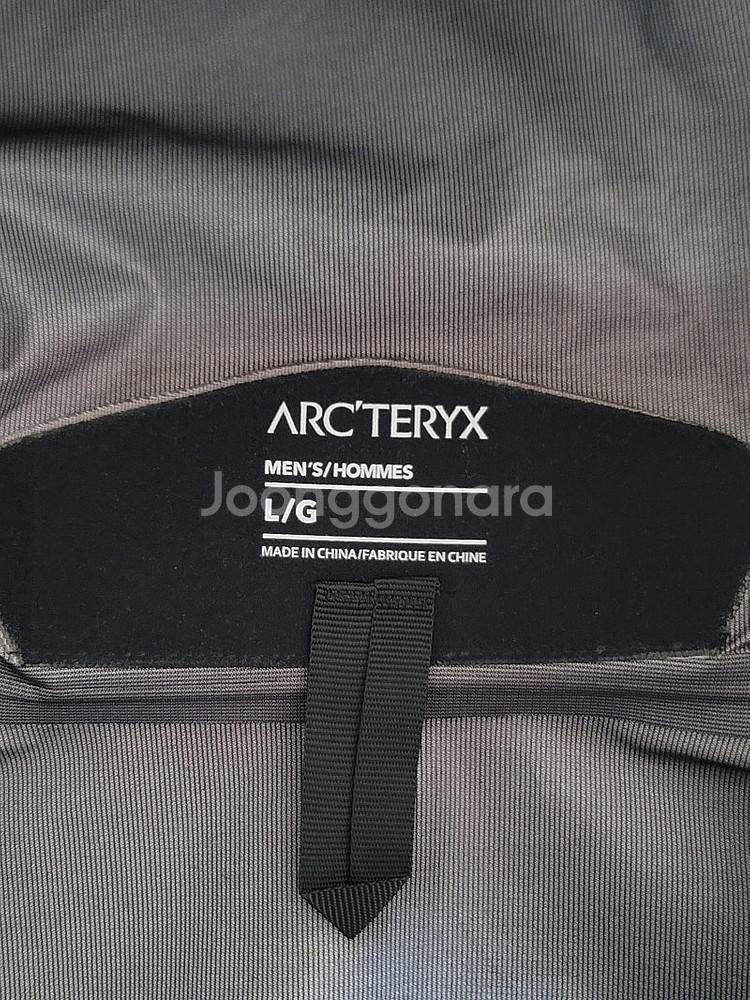 ARC'TERYX
MEN'S/HOMMES
Joonggonara
L/G
MADE IN CHINA/FABRIQUE EN CHINE